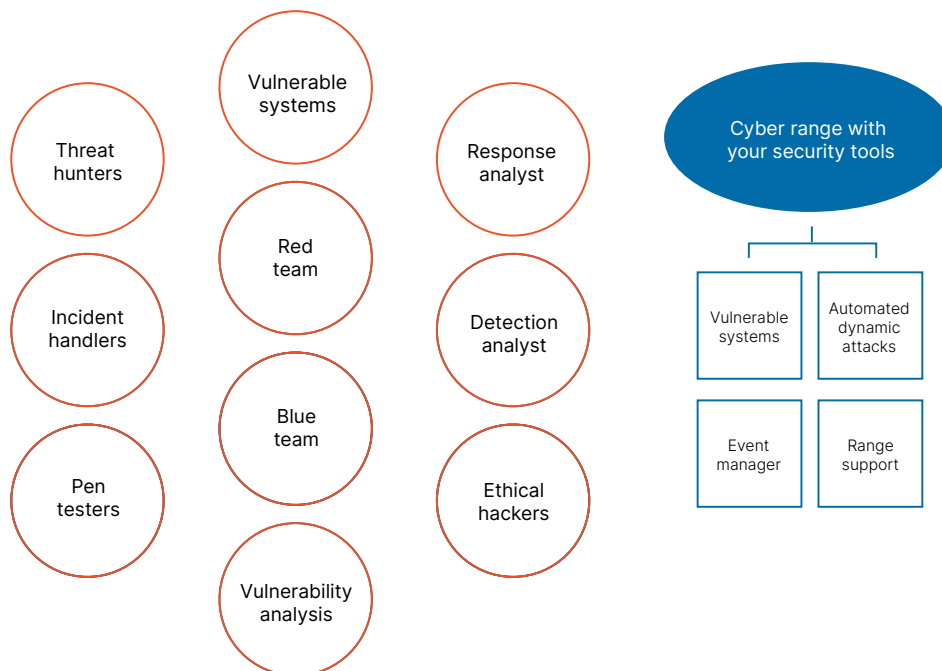 Threat
hunters
Incident
handlers
Pen
testers
Vulnerable
systems
Red
team
Blue
team
Vulnerability
analysis
Response
analyst
Detection
analyst
Ethical
hackers
Cyber range with
your security tools
Vulnerable
systems
Automated
dynamic
attacks
Event
manager
Range
support